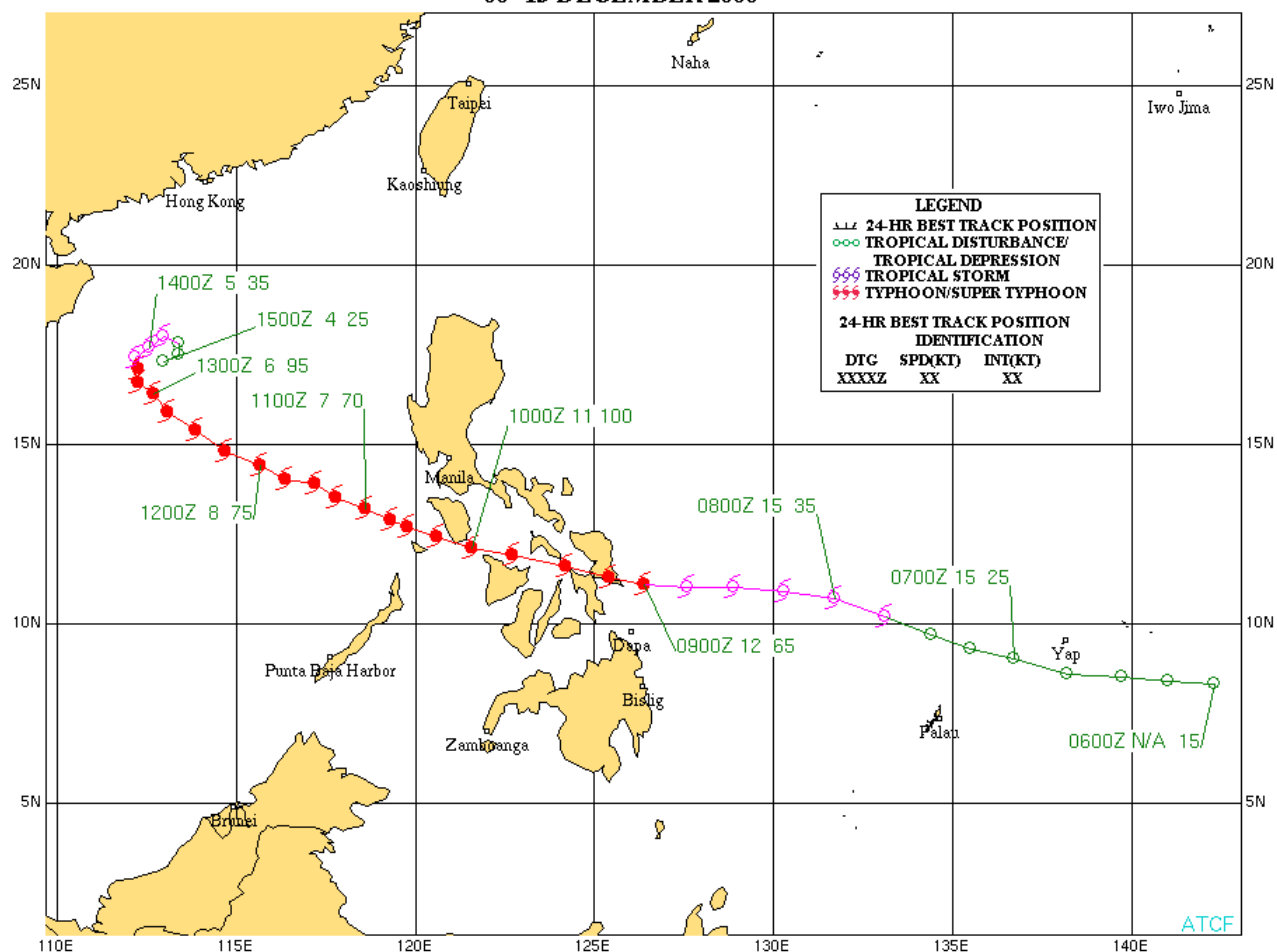 Naha
25N
25N
Taipei
Iwo Jima
Kaoshiung
Hong Kong
LEGEND
24-HR BEST TRACK POSITION
TROPICAL DISTURBANCE/
TROPICAL DEPRESSION
TROPICAL STORM
TYPHOON/SUPER TYPHOON
24-HR BEST TRACK POSITION
IDENTIFICATION
DTG SPD(KT) INT(KT)
XXXXZ XX XX
20N
20N
1400Z 5 35
1500Z 4 25
1300Z 6 95
1100Z 7 70
1000Z 11 100
15N
15N
Manila
1200Z 8 75
0800Z 15 35
0700Z 15 25
10N
10N
Dapa
0900Z 12 65
Yap
Punta Baja Harbor
Bislig
Zamboanga
Palau
0600Z N/A 15
5N
5N
Brunei
ATCF
110E
115E
120E
125E
130E
135E
140E